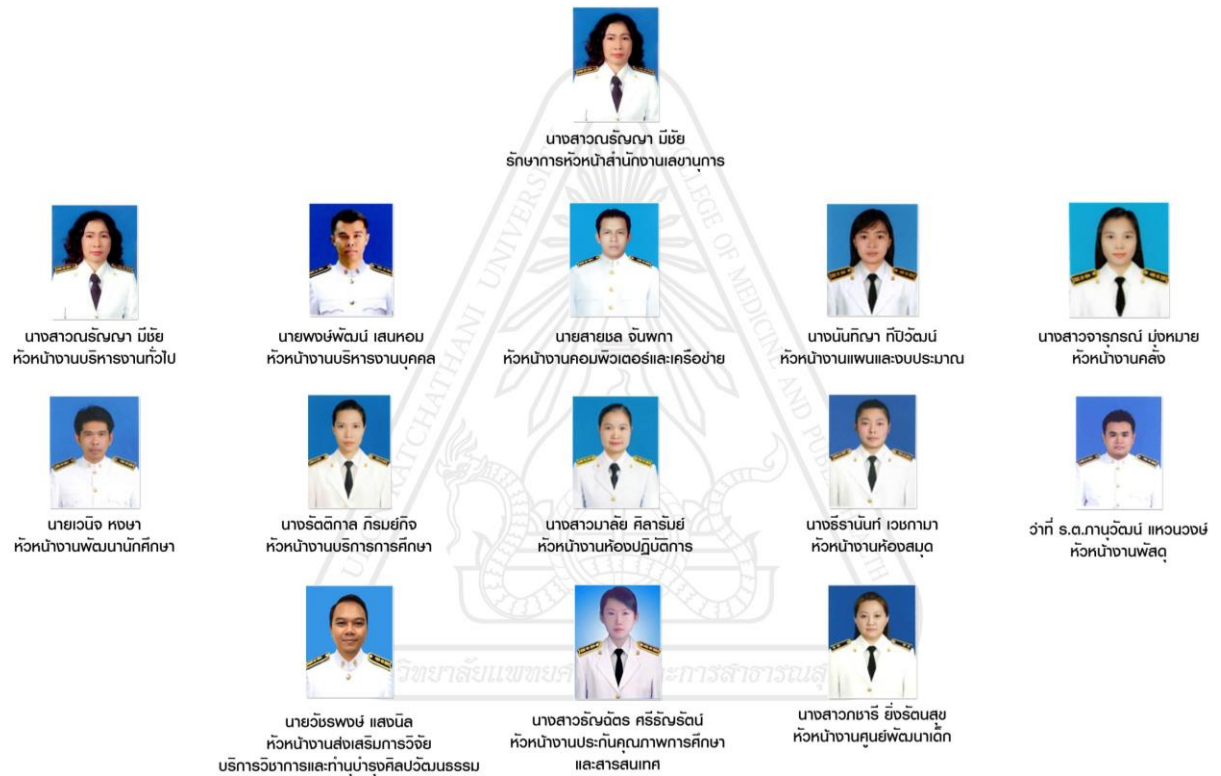 นางสาวณรัญญา มีชัย
รักษาการหัวหน้าสำนักงานเลขานุการ
นางสาวณรัญญา มีชัย
หัวหน้างานบริหารงานทั่วไป
นายพงษ์พัฒน์ เสนหอม
หัวหน้างานบริหารงานบุคคล
นายสายชล จันพกา
หัวหน้างานคอมพิวเตอร์และเครือข่าย
นางนันทิญา ทีปิวัฒน์
หัวหน้างานแผนและงบประมาณ
นางสาวจารุภรณ์ มุ่งหมาย
หัวหน้างานคลัง
นายเวนิจ หงษา
หัวหน้างานพัฒนานักศึกษา
นางรัตติกาล ภิรมย์กิจ
หัวหน้างานบริการการศึกษา
นางสาวมาลัย ศิลารัมย์
หัวหน้างานห้องปฏิบัติการ
นางธีรานันท์ เวชกามา
หัวหน้างานห้องสมุด
ว่าที่ ร.ต.ภานุวัฒน์ แหวนวงษ์
หัวหน้างานพัสดุ
นายวัชรพงษ์ แสงนิล
หัวหน้างานส่งเสริมการวิจัย
บริการวิชาการและทำนุบำรุงศิลปวัฒนธรรม
นางสาวธัญฉัตร ศรีธัญรัตน์
หัวหน้างานประกันคุณภาพการศึกษา
และสารสนเทศ
นางสาวภชารี ยิ่งรัตนสุข
หัวหน้างานศูนย์พัฒนาเด็ก